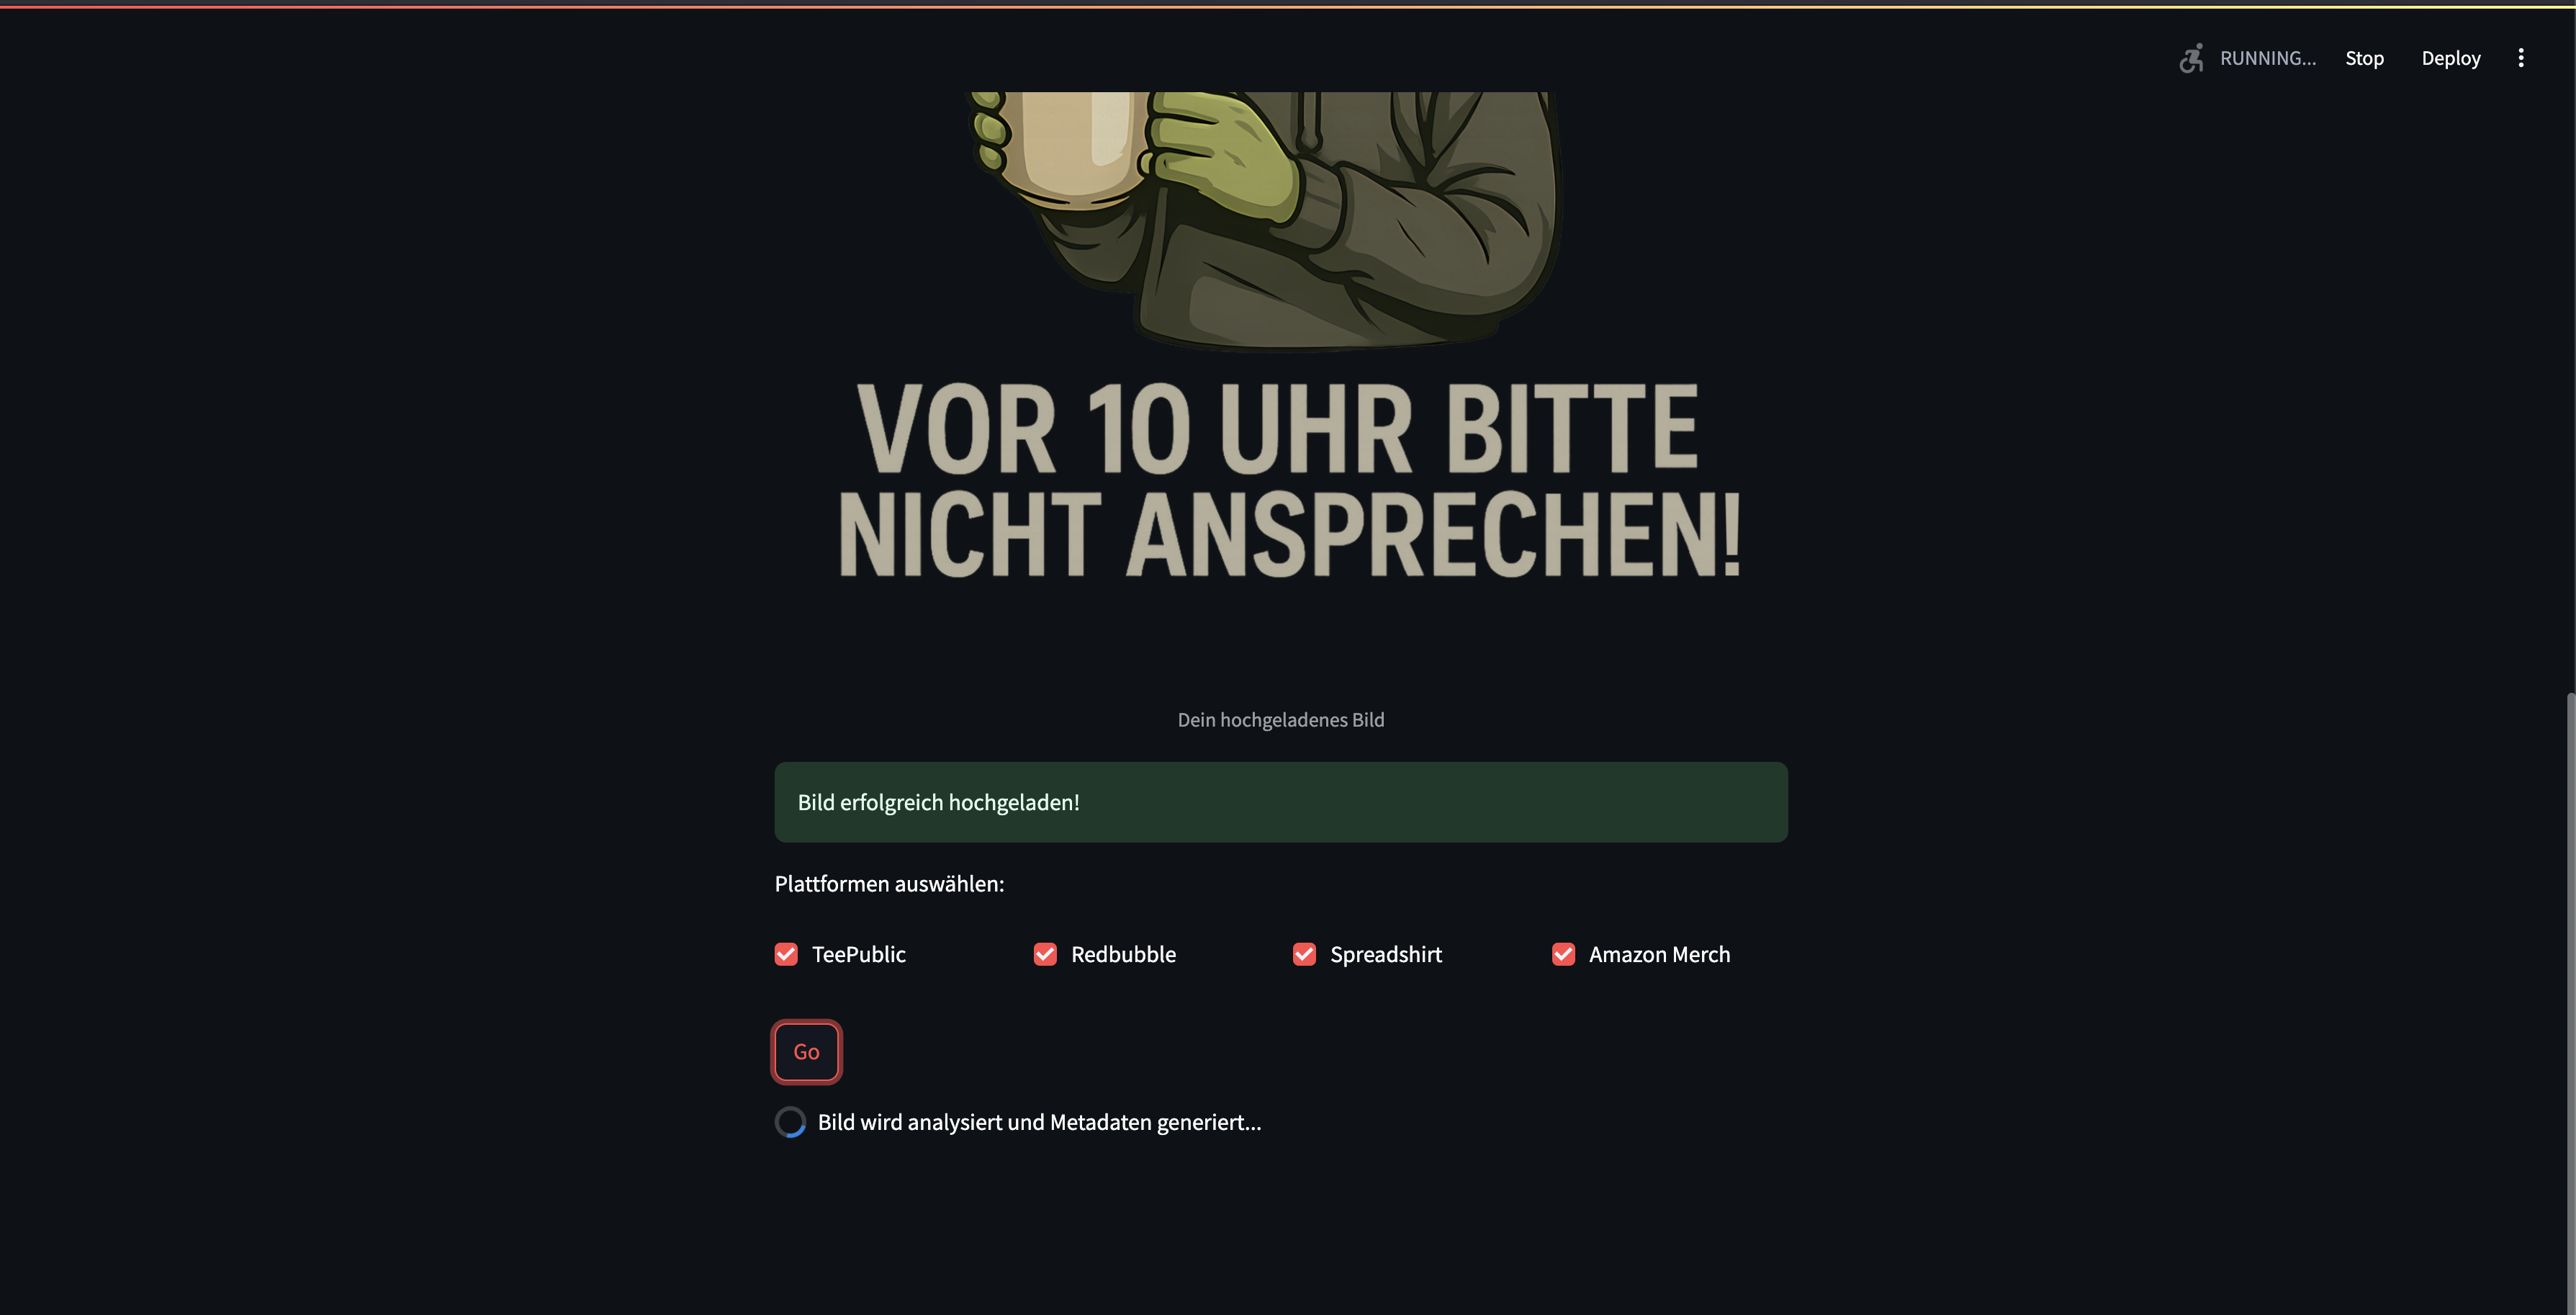 RUNNING... Stop Deploy
VOR 10 UHR BITTE
NICHT ANSPRECHEN!
Dein hochgeladenes Bild
Bild erfolgreich hochgeladen!
Plattformen auswählen:
TeePublic Redbubble Spreadshirt Amazon Merch
Go
Bild wird analysiert und Metadaten generiert...